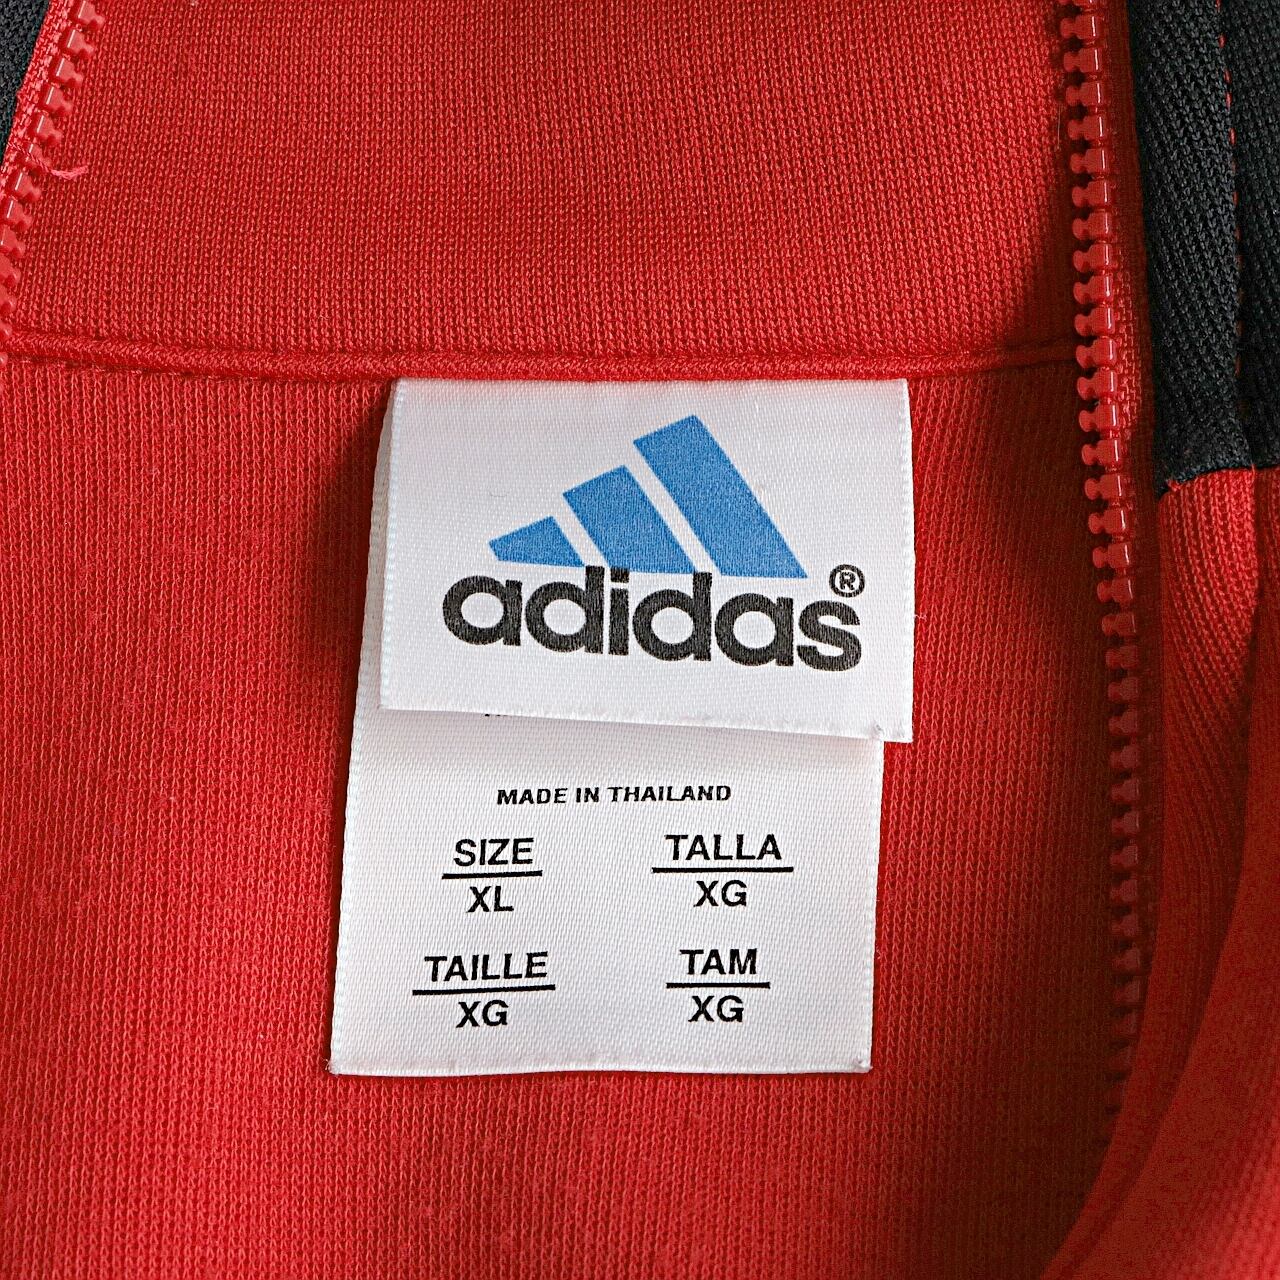 adidas®
MADE IN THAILAND
SIZE TALLA
XL XG
TAILLE TAM
XG XG